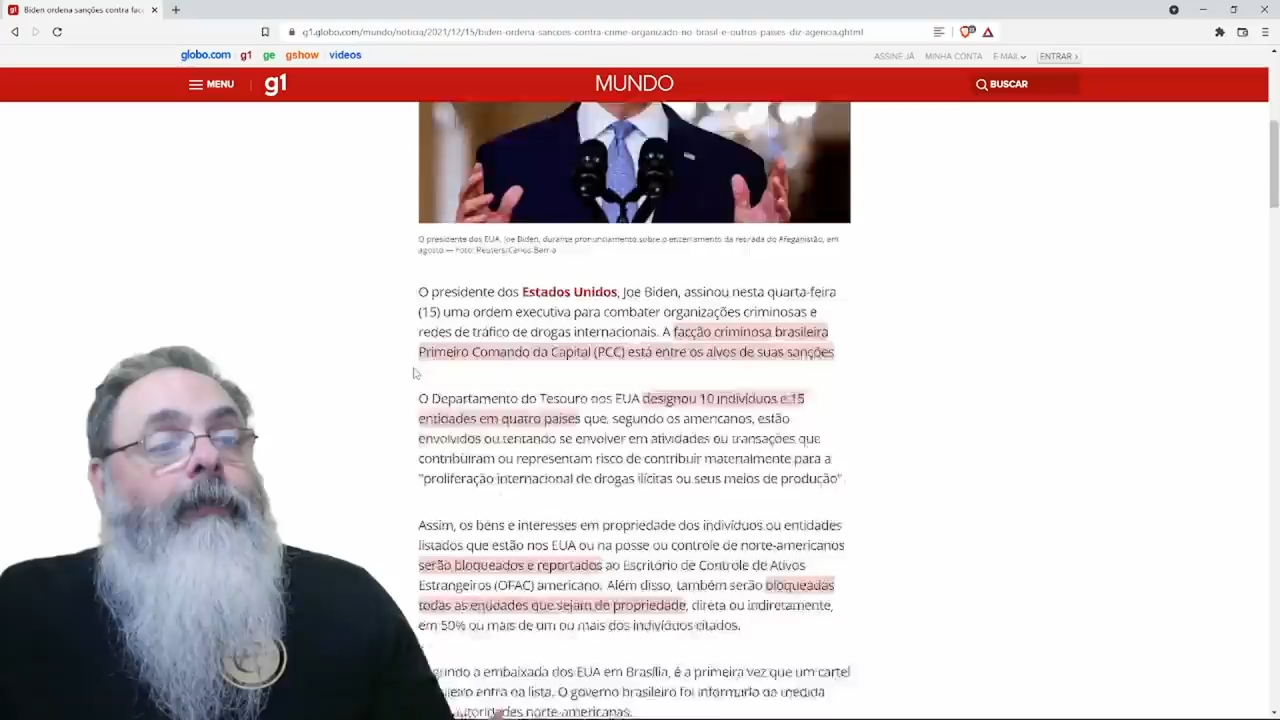 Biden ordena sanções contra fac
g1.globo.com/mundo/noticia/2021/12/15/biden-ordena-sancoes-contra-crime-organizado-no-brasil-e-outros-paises-diz-agencia.ghtml
globo.com g1 ge gshow videos
ASSINE JÁ MINHA CONTA E-MAIL ENTRAR
MENU g1 MUNDO BUSCAR
O presidente dos EUA, Joe Biden, durante pronunciamento sobre o encerramento da retirada do Afeganistão, em
agosto — Foto: Reuters/Carlos Barria
O presidente dos Estados Unidos, Joe Biden, assinou nesta quarta-feira
(15) uma ordem executiva para combater organizações criminosas e
redes de tráfico de drogas internacionais. A facção criminosa brasileira
Primeiro Comando da Capital (PCC) está entre os alvos de suas sanções
O Departamento do Tesouro dos EUA designou 10 indivíduos e 15
entidades em quatro países que, segundo os americanos, estão
envolvidos ou tentando se envolver em atividades ou transações que
contribuíram ou representam risco de contribuir materialmente para a
"proliferação internacional de drogas ilícitas ou seus meios de produção"
Assim, os bens e interesses em propriedade dos indivíduos ou entidades
listados que estão nos EUA ou na posse ou controle de norte-americanos
serão bloqueados e reportados ao Escritório de Controle de Ativos
Estrangeiros (OFAC) americano. Além disso, também serão bloqueadas
todas as entidades que sejam de propriedade, direta ou indiretamente,
em 50% ou mais de um ou mais dos indivíduos citados.
a embaixada dos EUA em Brasília, é a primeira vez que um cartel
entra na lista. O governo brasileiro foi informado da medida
norte-americanas.